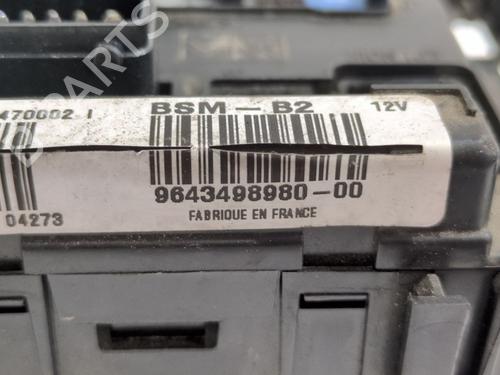 470002 I
BSM-B2
12V
9643498980-00
04273
FABRIQUE EN FRANCE
PARTS